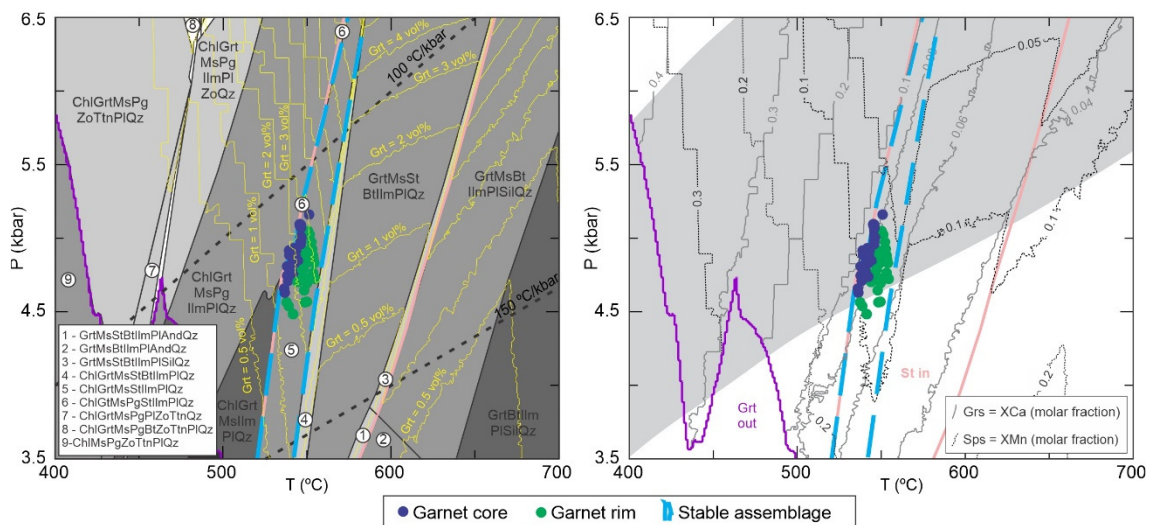 6.5
5.5
4.5
3.5
P (kbar)
400
500
600
700
T (ºC)
8
ChlGrt
MsPg
IlmPl
ZoQz
ChlGrtMsPg
ZoTtnPlQz
6
Grt = 4 vol%
100 ºC/kbar
Grt = 3 vol%
Grt = 2 vol%
Grt = 3 vol%
Grt = 2 vol%
GrtMsSt
BtIlmPlQz
GrtMsBt
IlmPlSilQz
6
Grt = 1 vol%
Grt = 1 vol%
9
7
ChlGrt
MsPg
IlmPlQz
150 ºC/kbar
Grt = 0.5 vol%
Grt = 0.5 vol%
5
3
Grt = 0.5 vol%
ChlGrt
MsIlm
PlQz
4
1
2
GrtBtIlm
PlSilQz
1 - GrtMsStBtIlmPlAndQz
2 - GrtMsBtIlmPlAndQz
3 - GrtMsBtIlmPlSilQz
4 - ChlGrtMsStBtIlmPlQz
5 - ChlGrtMsStIlmPlQz
6 - ChlGtMsPgStIlmPlQz
7 - ChlGrtMsPgPlZoTtnQz
8 - ChlGrtMsPgBtZoTtnPlQz
9-ChlMsPgZoTtnPlQz
6.5
5.5
4.5
3.5
P (kbar)
400
500
600
700
T (ºC)
0.4
0.2
0.3
0.1
0.2
0.1
0.05
0.06
0.04
0.3
0.1
0.1
0.2
0.2
St in
Grt
out
Grs = XCa (molar fraction)
Sps = XMn (molar fraction)
Garnet core
Garnet rim
Stable assemblage